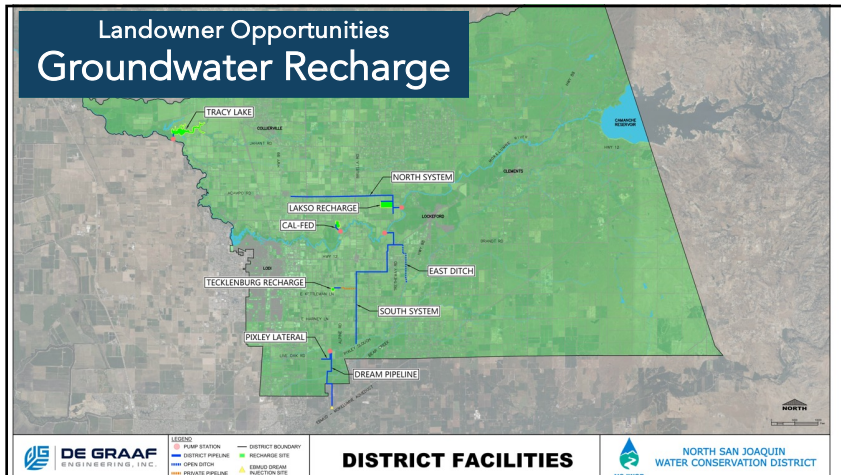 Landowner Opportunities
Groundwater Recharge
TRACY LAKE
COLLIERVILLE
CAMANCHE
RESERVOIR
HWY 12
CLEMENTS
NORTH SYSTEM
LAKSO RECHARGE
LOCKEFORD
CAL-FED
LODI
EAST DITCH
TECKLENBURG RECHARGE
SOUTH SYSTEM
PIXLEY LATERAL
DREAM PIPELINE
NORTH
LEGEND
PUMP STATION
DISTRICT PIPELINE
OPEN DITCH
PRIVATE PIPELINE
DISTRICT BOUNDARY
RECHARGE SITE
EBMUD DREAM
INJECTION SITE
DE GRAAF
ENGINEERING, INC.
DISTRICT FACILITIES
NORTH SAN JOAQUIN
WATER CONSERVATION DISTRICT